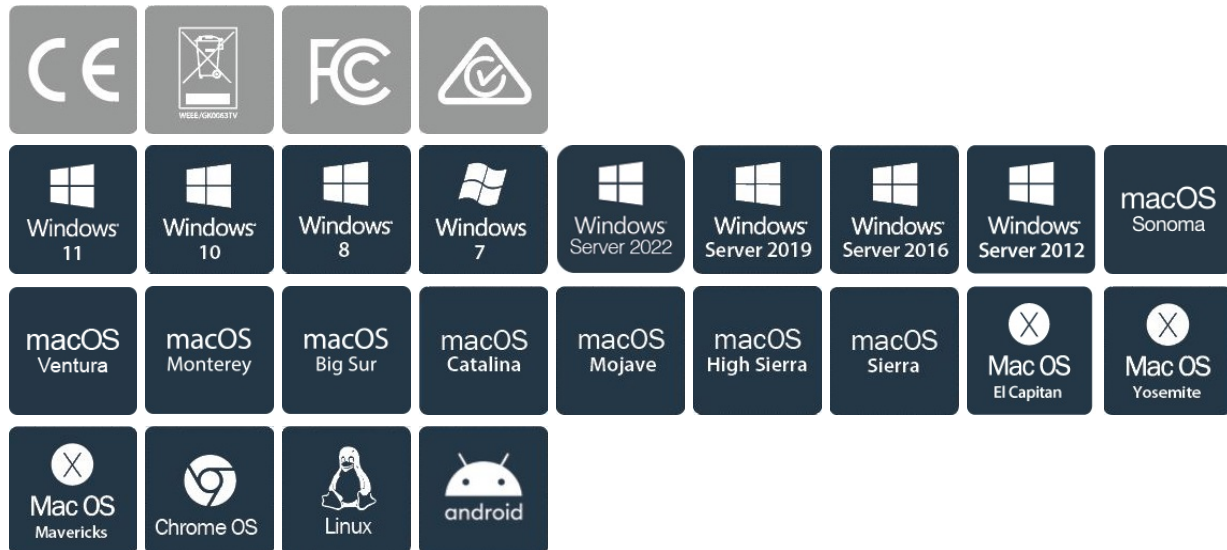 CE
WEEE/GK0063TV
FC
Windows
11
Windows
10
Windows
8
Windows
7
Windows
Server 2022
Windows
Server 2019
Windows
Server 2016
Windows
Server 2012
macOS
Sonoma
macOS
Ventura
macOS
Monterey
macOS
Big Sur
macOS
Catalina
macOS
Mojave
macOS
High Sierra
macOS
Sierra
X
Mac OS
El Capitan
X
Mac OS
Yosemite
X
Mac OS
Mavericks
Chrome OS
Linux
android